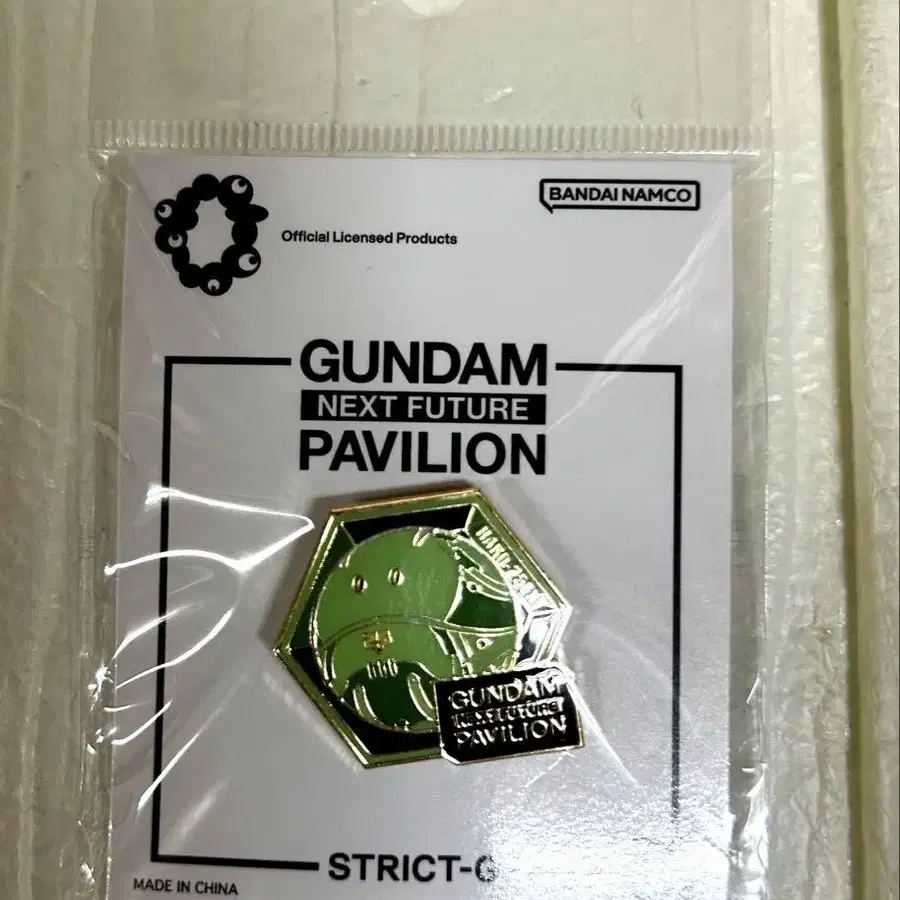 BANDAI NAMCO
Official Licensed Products
GUNDAM
NEXT FUTURE
PAVILION
GUNDAM
NEXT FUTURE
PAVILION
STRICT-G
MADE IN CHINA